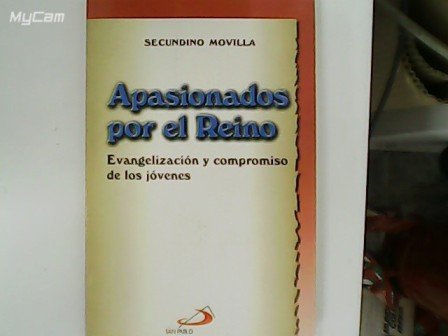 MyCam
SECUNDINO MOVILLA
Apasionados
por el Reino
Evangelización y compromiso
de los jóvenes
SAN PABLO